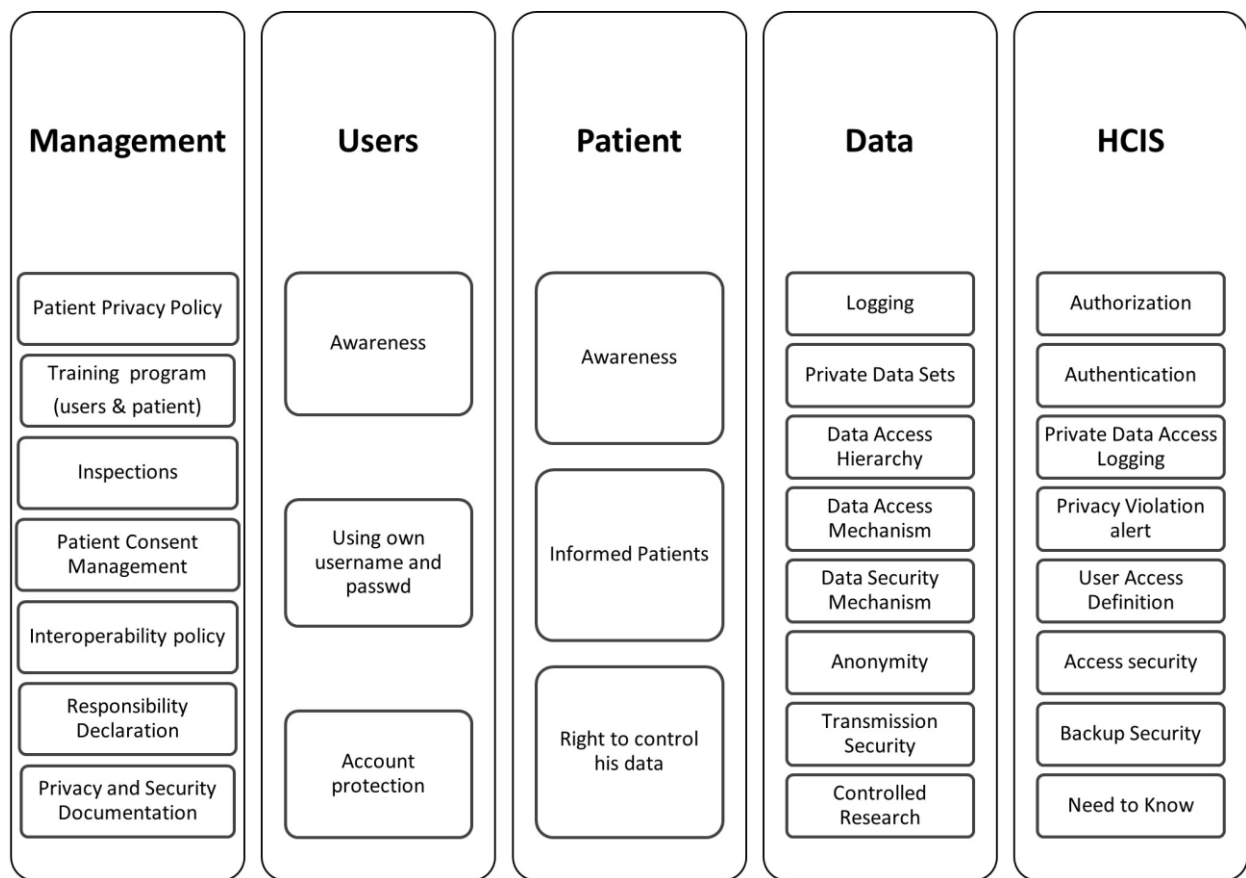 Management
Patient Privacy Policy
Training program
(users & patient)
Inspections
Patient Consent
Management
Interoperability policy
Responsibility
Declaration
Privacy and Security
Documentation
Users
Awareness
Using own
username and
passwd
Account
protection
Patient
Awareness
Informed Patients
Right to control
his data
Data
Logging
Private Data Sets
Data Access
Hierarchy
Data Access
Mechanism
Data Security
Mechanism
Anonymity
Transmission
Security
Controlled
Research
HCIS
Authorization
Authentication
Private Data Access
Logging
Privacy Violation
alert
User Access
Definition
Access security
Backup Security
Need to Know